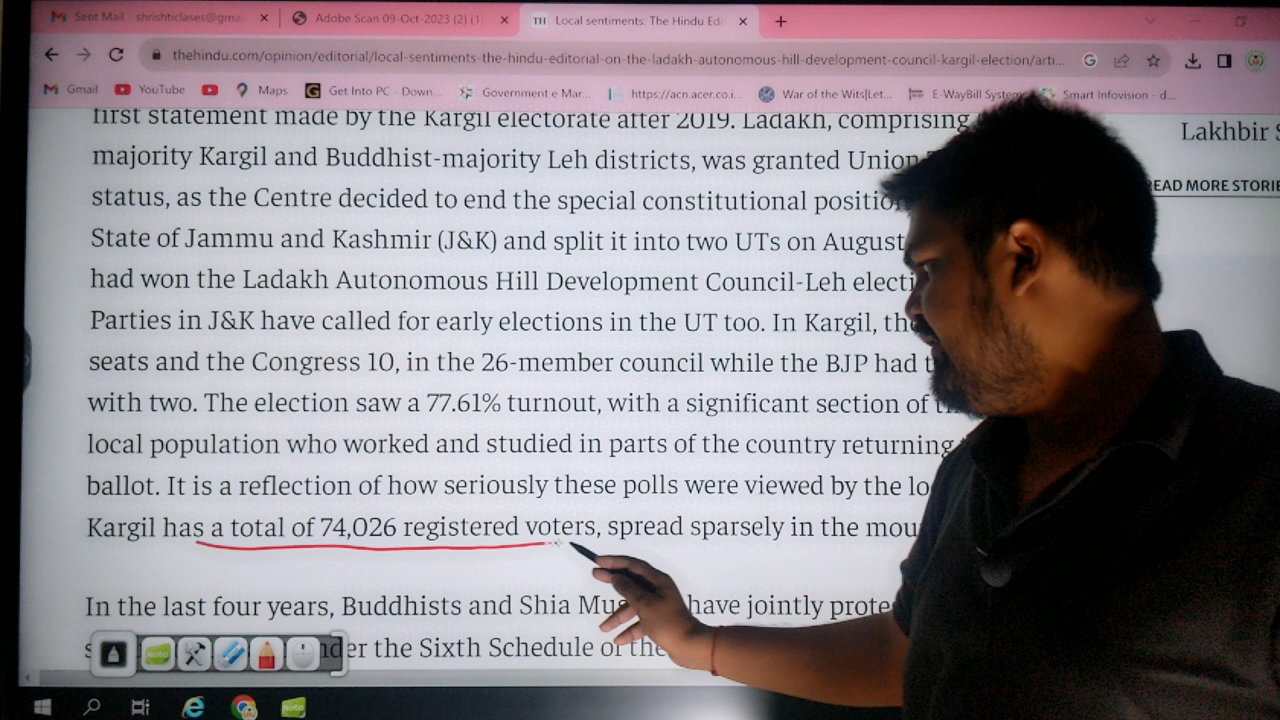 Sent Mail - shrishticlases@gma
Adobe Scan 09-Oct-2023 (2) (1
TH Local sentiments: The Hindu Edi
thehindu.com/opinion/editorial/local-sentiments-the-hindu-editorial-on-the-ladakh-autonomous-hill-development-council-kargil-election/arti...
Gmail YouTube Maps Get Into PC - Down... Government e Mar... https://acn.acer.co.i... War of the Wits|Let... E-WayBill System Smart Infovision - d...
first statement made by the Kargil electorate after 2019. Ladakh, comprising
Lakhbir S
majority Kargil and Buddhist-majority Leh districts, was granted Union
READ MORE STORIE
status, as the Centre decided to end the special constitutional position
State of Jammu and Kashmir (J&K) and split it into two UTs on August
had won the Ladakh Autonomous Hill Development Council-Leh electi
Parties in J&K have called for early elections in the UT too. In Kargil, the
seats and the Congress 10, in the 26-member council while the BJP had t
with two. The election saw a 77.61% turnout, with a significant section of
local population who worked and studied in parts of the country returning
ballot. It is a reflection of how seriously these polls were viewed by the lo
Kargil has a total of 74,026 registered voters, spread sparsely in the mou
In the last four years, Buddhists and Shia Mus have jointly prote
der the Sixth Schedule of the
Note
Note